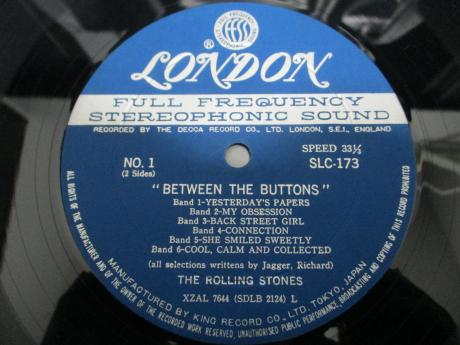 FULL FREQUENCY
ffss
STEREOPHONIC
®
LONDON
FULL FREQUENCY
STEREOPHONIC SOUND
RECORDED BY THE DECCA RECORD CO., LTD. LONDON, S.E.I., ENGLAND
SPEED 33⅓
NO. 1
SLC-173
(2 Sides)
"BETWEEN THE BUTTONS"
Band 1-YESTERDAY'S PAPERS
Band 2-MY OBSESSION
Band 3-BACK STREET GIRL
Band 4-CONNECTION
Band 5-SHE SMILED SWEETLY
Band 6-COOL, CALM AND COLLECTED
(all selections writtens by Jagger, Richard)
THE ROLLING STONES
XZAL 7644 (SDLB 2124) L
MANUFACTURED BY KING RECORD CO., LTD. TOKYO, JAPAN
ALL RIGHTS OF THE MANUFACTURER AND OF THE OWNER OF THE RECORDED WORK RESERVED, UNAUTHORISED PUBLIC PERFORMANCE, BROADCASTING AND COPYING OF THIS RECORD PROHIBITED